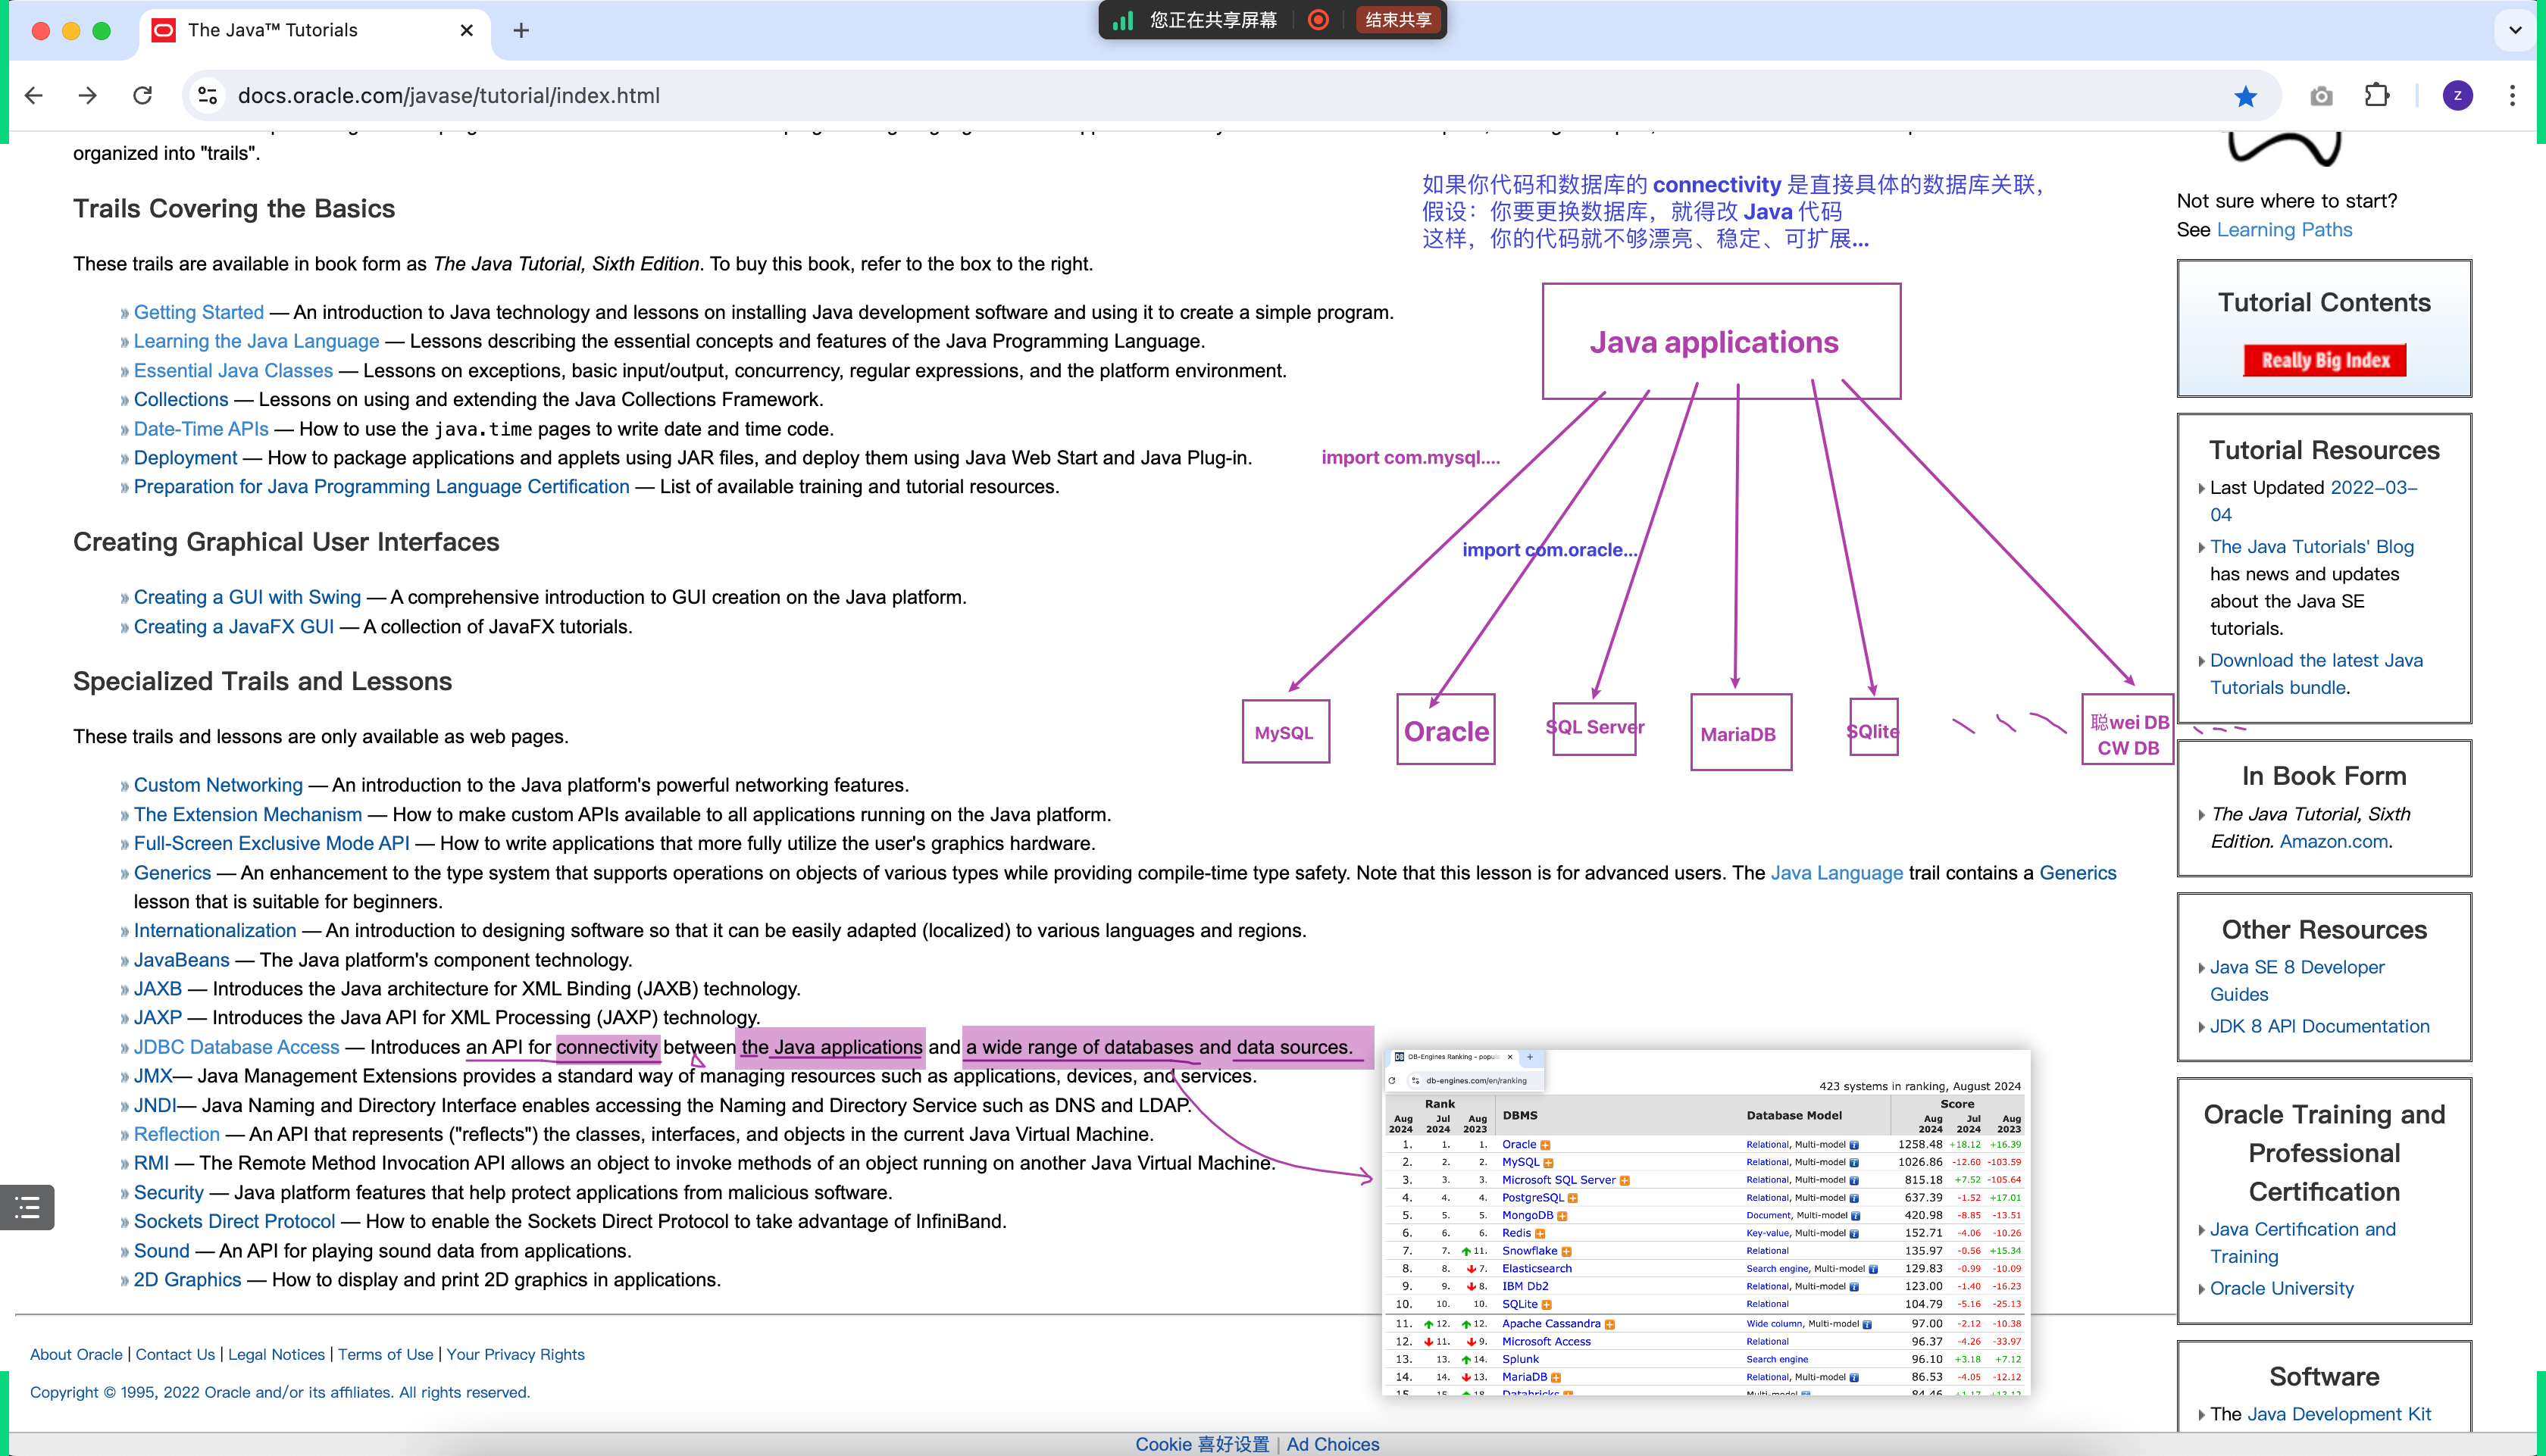 The Java™ Tutorials
您正在共享屏幕
结束共享
docs.oracle.com/javase/tutorial/index.html
z
organized into "trails".
Trails Covering the Basics
These trails are available in book form as The Java Tutorial, Sixth Edition. To buy this book, refer to the box to the right.
» Getting Started — An introduction to Java technology and lessons on installing Java development software and using it to create a simple program.
» Learning the Java Language — Lessons describing the essential concepts and features of the Java Programming Language.
» Essential Java Classes — Lessons on exceptions, basic input/output, concurrency, regular expressions, and the platform environment.
» Collections — Lessons on using and extending the Java Collections Framework.
» Date-Time APIs — How to use the java.time pages to write date and time code.
» Deployment — How to package applications and applets using JAR files, and deploy them using Java Web Start and Java Plug-in.
» Preparation for Java Programming Language Certification — List of available training and tutorial resources.
Creating Graphical User Interfaces
» Creating a GUI with Swing — A comprehensive introduction to GUI creation on the Java platform.
» Creating a JavaFX GUI — A collection of JavaFX tutorials.
Specialized Trails and Lessons
These trails and lessons are only available as web pages.
» Custom Networking — An introduction to the Java platform's powerful networking features.
» The Extension Mechanism — How to make custom APIs available to all applications running on the Java platform.
» Full-Screen Exclusive Mode API — How to write applications that more fully utilize the user's graphics hardware.
» Generics — An enhancement to the type system that supports operations on objects of various types while providing compile-time type safety. Note that this lesson is for advanced users. The Java Language trail contains a Generics
lesson that is suitable for beginners.
» Internationalization — An introduction to designing software so that it can be easily adapted (localized) to various languages and regions.
» JavaBeans — The Java platform's component technology.
» JAXB — Introduces the Java architecture for XML Binding (JAXB) technology.
» JAXP — Introduces the Java API for XML Processing (JAXP) technology.
» JDBC Database Access — Introduces an API for connectivity between the Java applications and a wide range of databases and data sources.
» JMX— Java Management Extensions provides a standard way of managing resources such as applications, devices, and services.
» JNDI— Java Naming and Directory Interface enables accessing the Naming and Directory Service such as DNS and LDAP.
» Reflection — An API that represents ("reflects") the classes, interfaces, and objects in the current Java Virtual Machine.
» RMI — The Remote Method Invocation API allows an object to invoke methods of an object running on another Java Virtual Machine.
» Security — Java platform features that help protect applications from malicious software.
» Sockets Direct Protocol — How to enable the Sockets Direct Protocol to take advantage of InfiniBand.
» Sound — An API for playing sound data from applications.
» 2D Graphics — How to display and print 2D graphics in applications.
About Oracle | Contact Us | Legal Notices | Terms of Use | Your Privacy Rights
Copyright © 1995, 2022 Oracle and/or its affiliates. All rights reserved.
Cookie 喜好设置 | Ad Choices
如果你代码和数据库的 connectivity 是直接具体的数据库关联，
假设：你要更换数据库，就得改 Java 代码
这样，你的代码就不够漂亮、稳定、可扩展...
Java applications
import com.mysql....
import com.oracle...
MySQL
Oracle
SQL Server
MariaDB
SQlite
聪wei DB
CW DB
DB-Engines Ranking - popul
db-engines.com/en/ranking
423 systems in ranking, August 2024
Rank DBMS Database Model Score
Aug 2024 Jul 2024 Aug 2023 Aug 2024 Jul 2024 Aug 2023
1. 1. 1. Oracle Relational, Multi-model 1258.48 +18.12 +16.39
2. 2. 2. MySQL Relational, Multi-model 1026.86 -12.60 -103.59
3. 3. 3. Microsoft SQL Server Relational, Multi-model 815.18 +7.52 -105.64
4. 4. 4. PostgreSQL Relational, Multi-model 637.39 -1.52 +17.01
5. 5. 5. MongoDB Document, Multi-model 420.98 -8.85 -13.51
6. 6. 6. Redis Key-value, Multi-model 152.71 -4.06 -10.26
7. 7. 11. Snowflake Relational 135.97 -0.56 +15.34
8. 8. 7. Elasticsearch Search engine, Multi-model 129.83 -0.99 -10.09
9. 9. 8. IBM Db2 Relational, Multi-model 123.00 -1.40 -16.23
10. 10. 10. SQLite Relational 104.79 -5.16 -25.13
11. 12. 12. Apache Cassandra Wide column, Multi-model 97.00 -2.12 -10.38
12. 11. 9. Microsoft Access Relational 96.37 -4.26 -33.97
13. 13. 14. Splunk Search engine 96.10 +3.18 +7.12
14. 14. 13. MariaDB Relational, Multi-model 86.53 -4.05 -12.12
Not sure where to start?
See Learning Paths
Tutorial Contents
Really Big Index
Tutorial Resources
Last Updated 2022-03-
04
The Java Tutorials' Blog
has news and updates
about the Java SE
tutorials.
Download the latest Java
Tutorials bundle.
In Book Form
The Java Tutorial, Sixth
Edition. Amazon.com.
Other Resources
Java SE 8 Developer
Guides
JDK 8 API Documentation
Oracle Training and
Professional
Certification
Java Certification and
Training
Oracle University
Software
The Java Development Kit